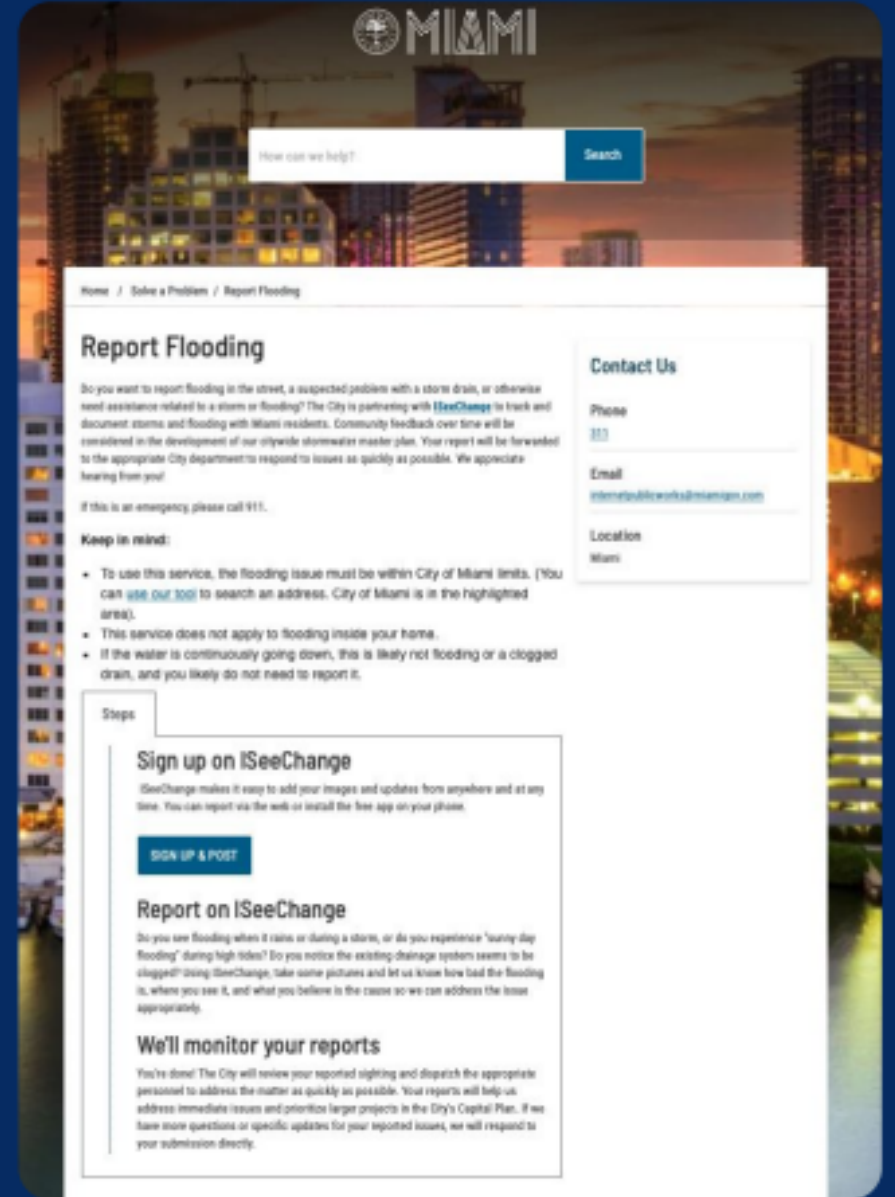 MIAMI
How can we help?
Search
Home / Solve a Problem / Report Flooding
Report Flooding
Do you want to report flooding in the street, a suspected problem with a storm drain, or otherwise
need assistance related to a storm or flooding? The City is partnering with ISeeChange to track and
document storms and flooding with Miami residents. Community feedback over time will be
considered in the development of our citywide stormwater master plan. Your report will be forwarded
to the appropriate City department to respond to issues as quickly as possible. We appreciate
hearing from you!
If this is an emergency, please call 911.
Keep in mind:
• To use this service, the flooding issue must be within City of Miami limits. (You
can use our tool to search an address. City of Miami is in the highlighted
area).
• This service does not apply to flooding inside your home.
• If the water is continuously going down, this is likely not flooding or a clogged
drain, and you likely do not need to report it.
Contact Us
Phone
311
Email
internetpublicworks@miamigov.com
Location
Miami
Steps
Sign up on ISeeChange
ISeeChange makes it easy to add your images and updates from anywhere and at any
time. You can report via the web or install the free app on your phone.
SIGN UP & POST
Report on ISeeChange
Do you see flooding when it rains or during a storm, or do you experience "sunny day
flooding" during high tides? Do you notice the existing drainage system seems to be
clogged? Using ISeeChange, take some pictures and let us know how bad the flooding
is, where you see it, and what you believe is the cause so we can address the issue
appropriately.
We'll monitor your reports
You're done! The City will review your reported sighting and dispatch the appropriate
personnel to address the matter as quickly as possible. Your reports will help us
address immediate issues and prioritize larger projects in the City's Capital Plan. If we
have more questions or specific updates for your reported issues, we will respond to
your submission directly.